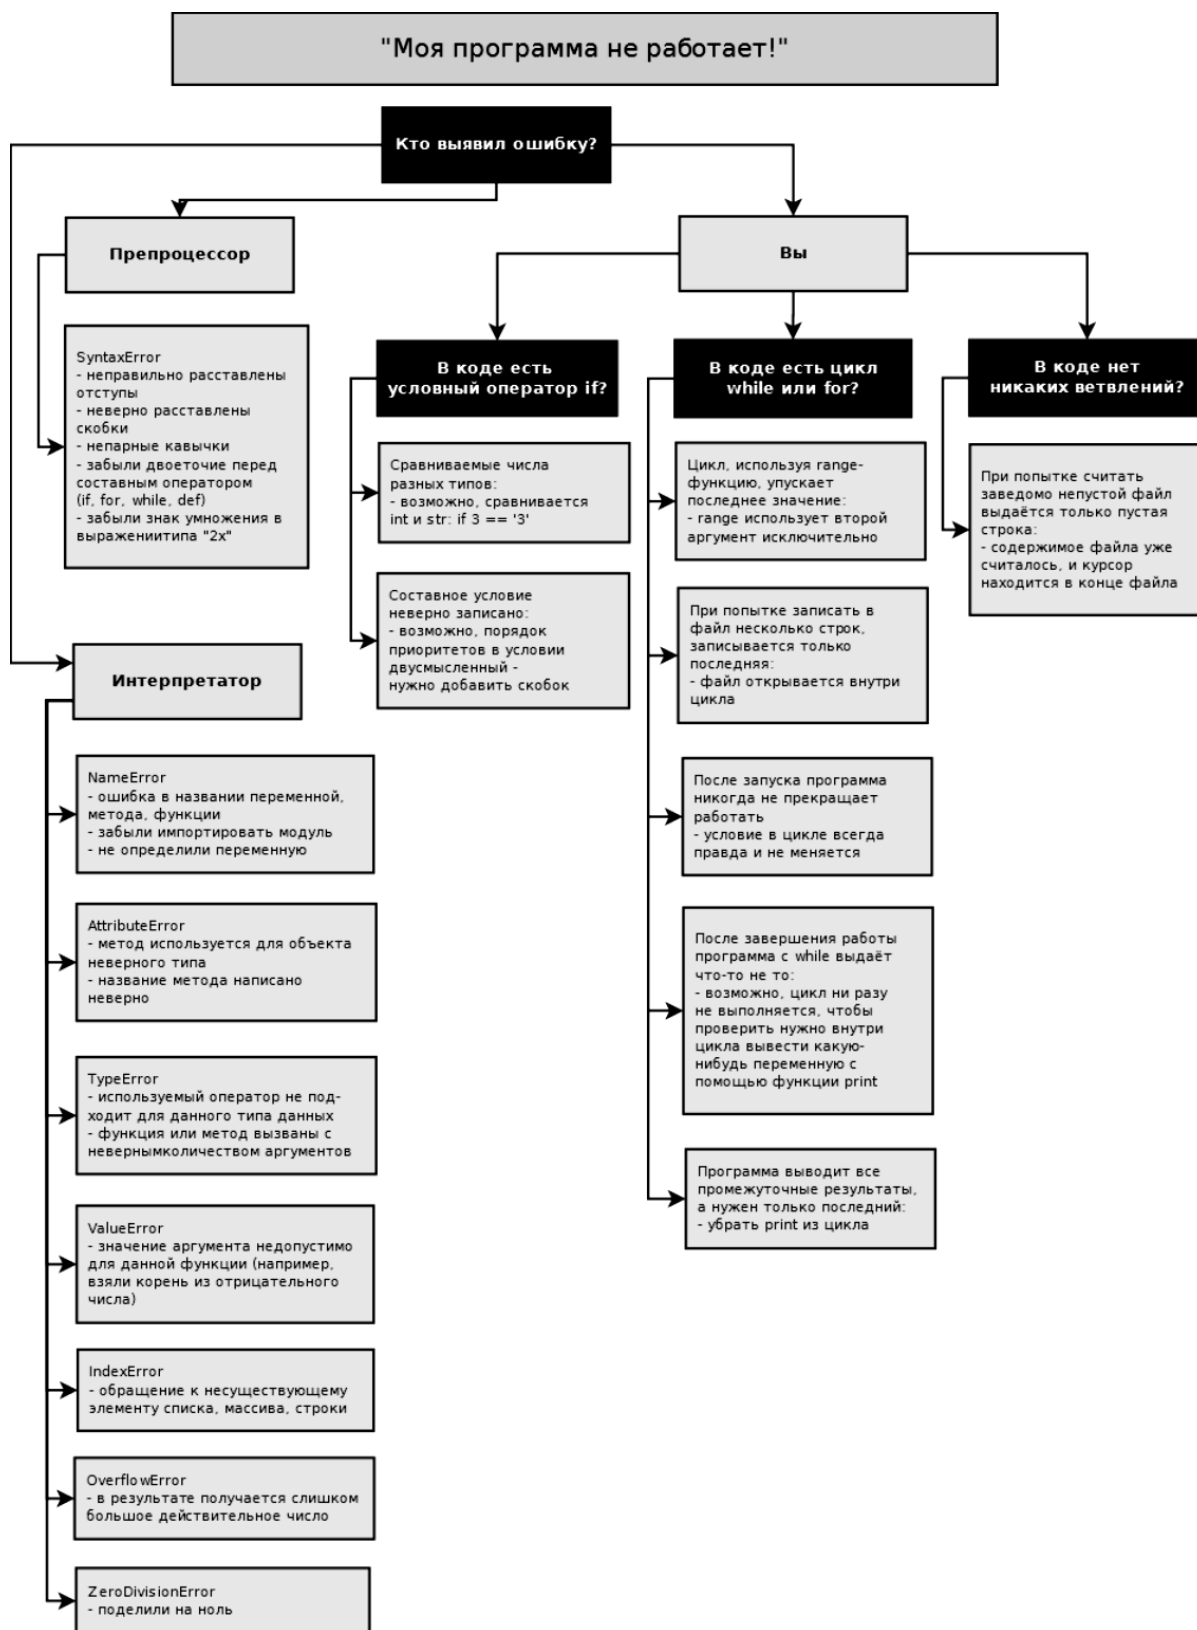 "Моя программа не работает!"
Кто выявил ошибку?
Препроцессор
SyntaxError
- неправильно расставлены
отступы
- неверно расставлены
скобки
- непарные кавычки
- забыли двоеточие перед
составным оператором
(if, for, while, def)
- забыли знак умножения в
выражениитипа "2x"
Интерпретатор
NameError
- ошибка в названии переменной,
метода, функции
- забыли импортировать модуль
- не определили переменную
AttributeError
- метод используется для объекта
неверного типа
- название метода написано
неверно
TypeError
- используемый оператор не под-
ходит для данного типа данных
- функция или метод вызваны с
невернымколичеством аргументов
ValueError
- значение аргумента недопустимо
для данной функции (например,
взяли корень из отрицательного
числа)
IndexError
- обращение к несуществующему
элементу списка, массива, строки
OverflowError
- в результате получается слишком
большое действительное число
ZeroDivisionError
- поделили на ноль
Вы
В коде есть
условный оператор if?
Сравниваемые числа
разных типов:
- возможно, сравнивается
int и str: if 3 == '3'
Составное условие
неверно записано:
- возможно, порядок
приоритетов в условии
двусмысленный -
нужно добавить скобок
В коде есть цикл
while или for?
Цикл, используя range-
функцию, упускает
последнее значение:
- range использует второй
аргумент исключительно
При попытке записать в
файл несколько строк,
записывается только
последняя:
- файл открывается внутри
цикла
После запуска программа
никогда не прекращает
работать
- условие в цикле всегда
правда и не меняется
После завершения работы
программа с while выдаёт
что-то не то:
- возможно, цикл ни разу
не выполняется, чтобы
проверить нужно внутри
цикла вывести какую-
нибудь переменную с
помощью функции print
Программа выводит все
промежуточные результаты,
а нужен только последний:
- убрать print из цикла
В коде нет
никаких ветвлений?
При попытке считать
заведомо непустой файл
выдаётся только пустая
строка:
- содержимое файла уже
считалось, и курсор
находится в конце файла